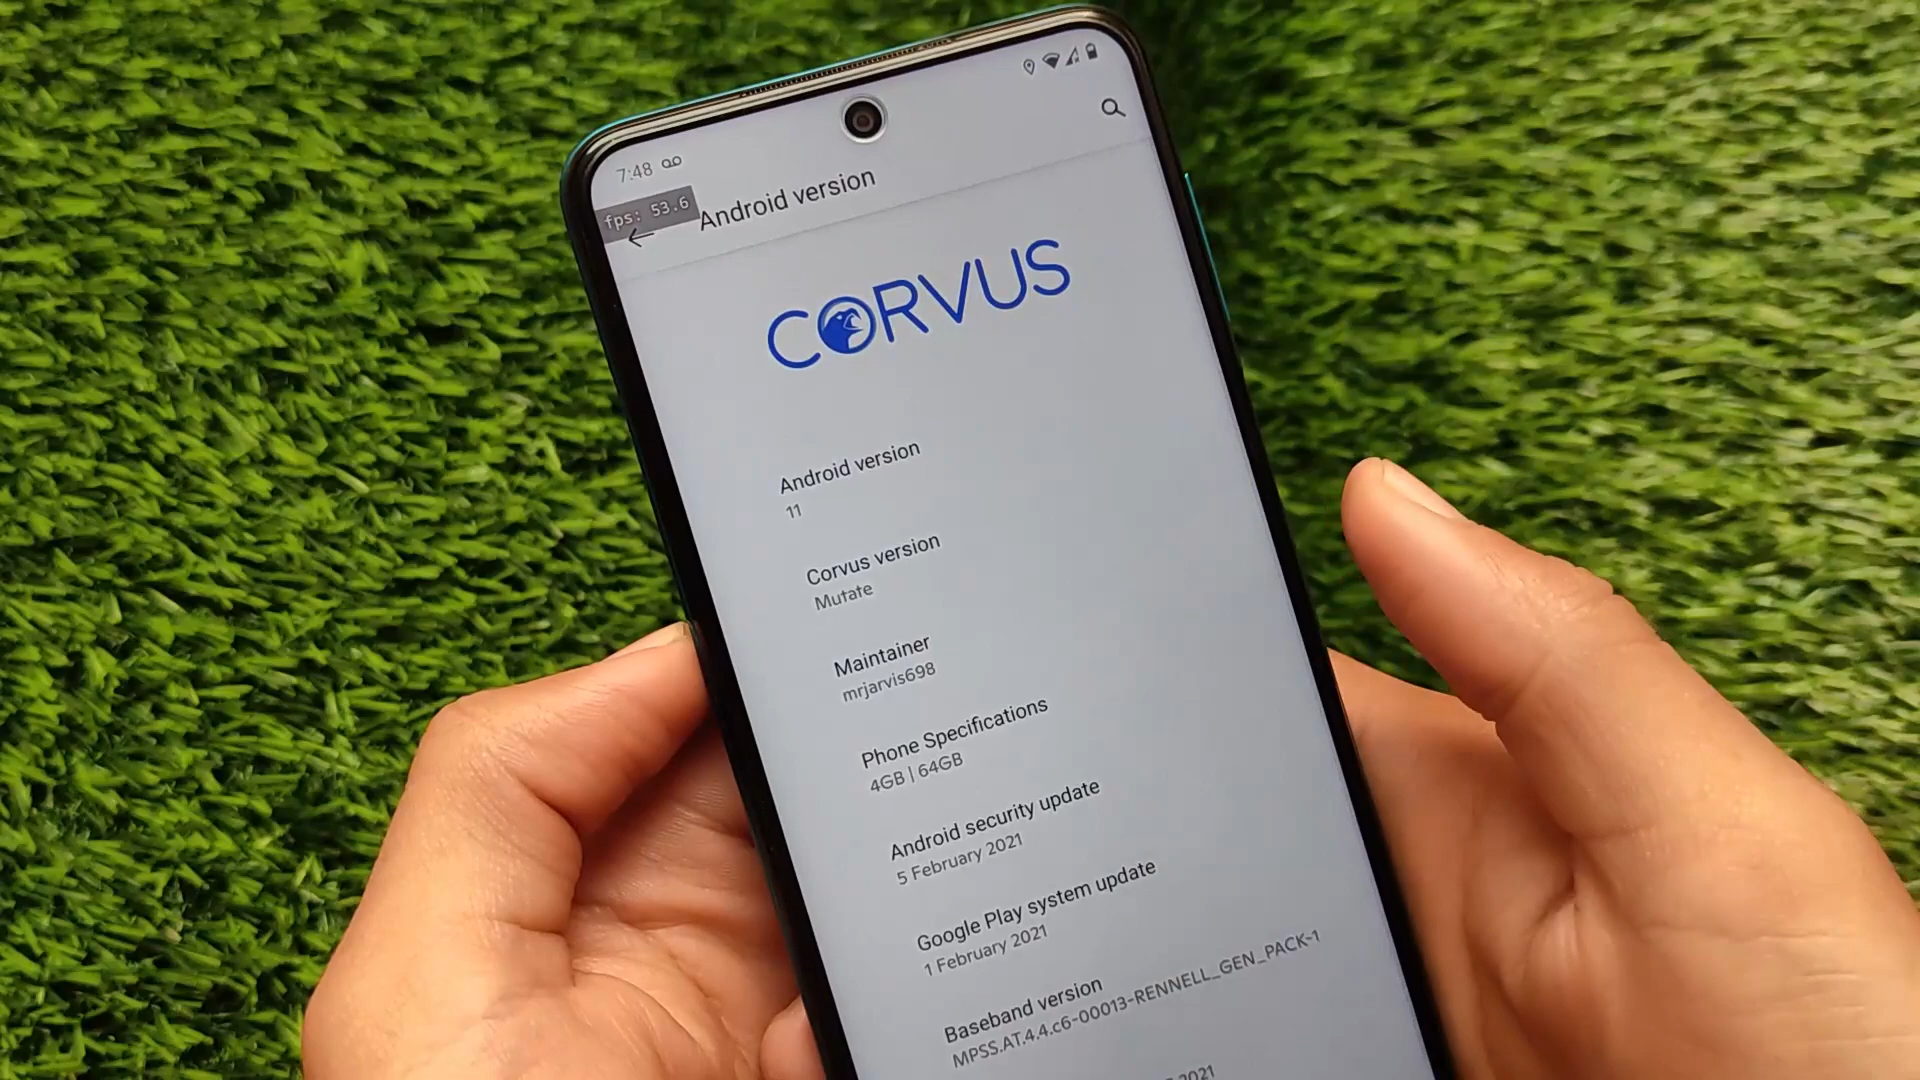 7:48
fps: 53.6
Android version
CORVUS
Android version
11
Corvus version
Mutate
Maintainer
mrjarvis698
Phone Specifications
4GB | 64GB
Android security update
5 February 2021
Google Play system update
1 February 2021
Baseband version
MPSS.AT.4.4.c6-00013-RENNELL_GEN_PACK-1
2021